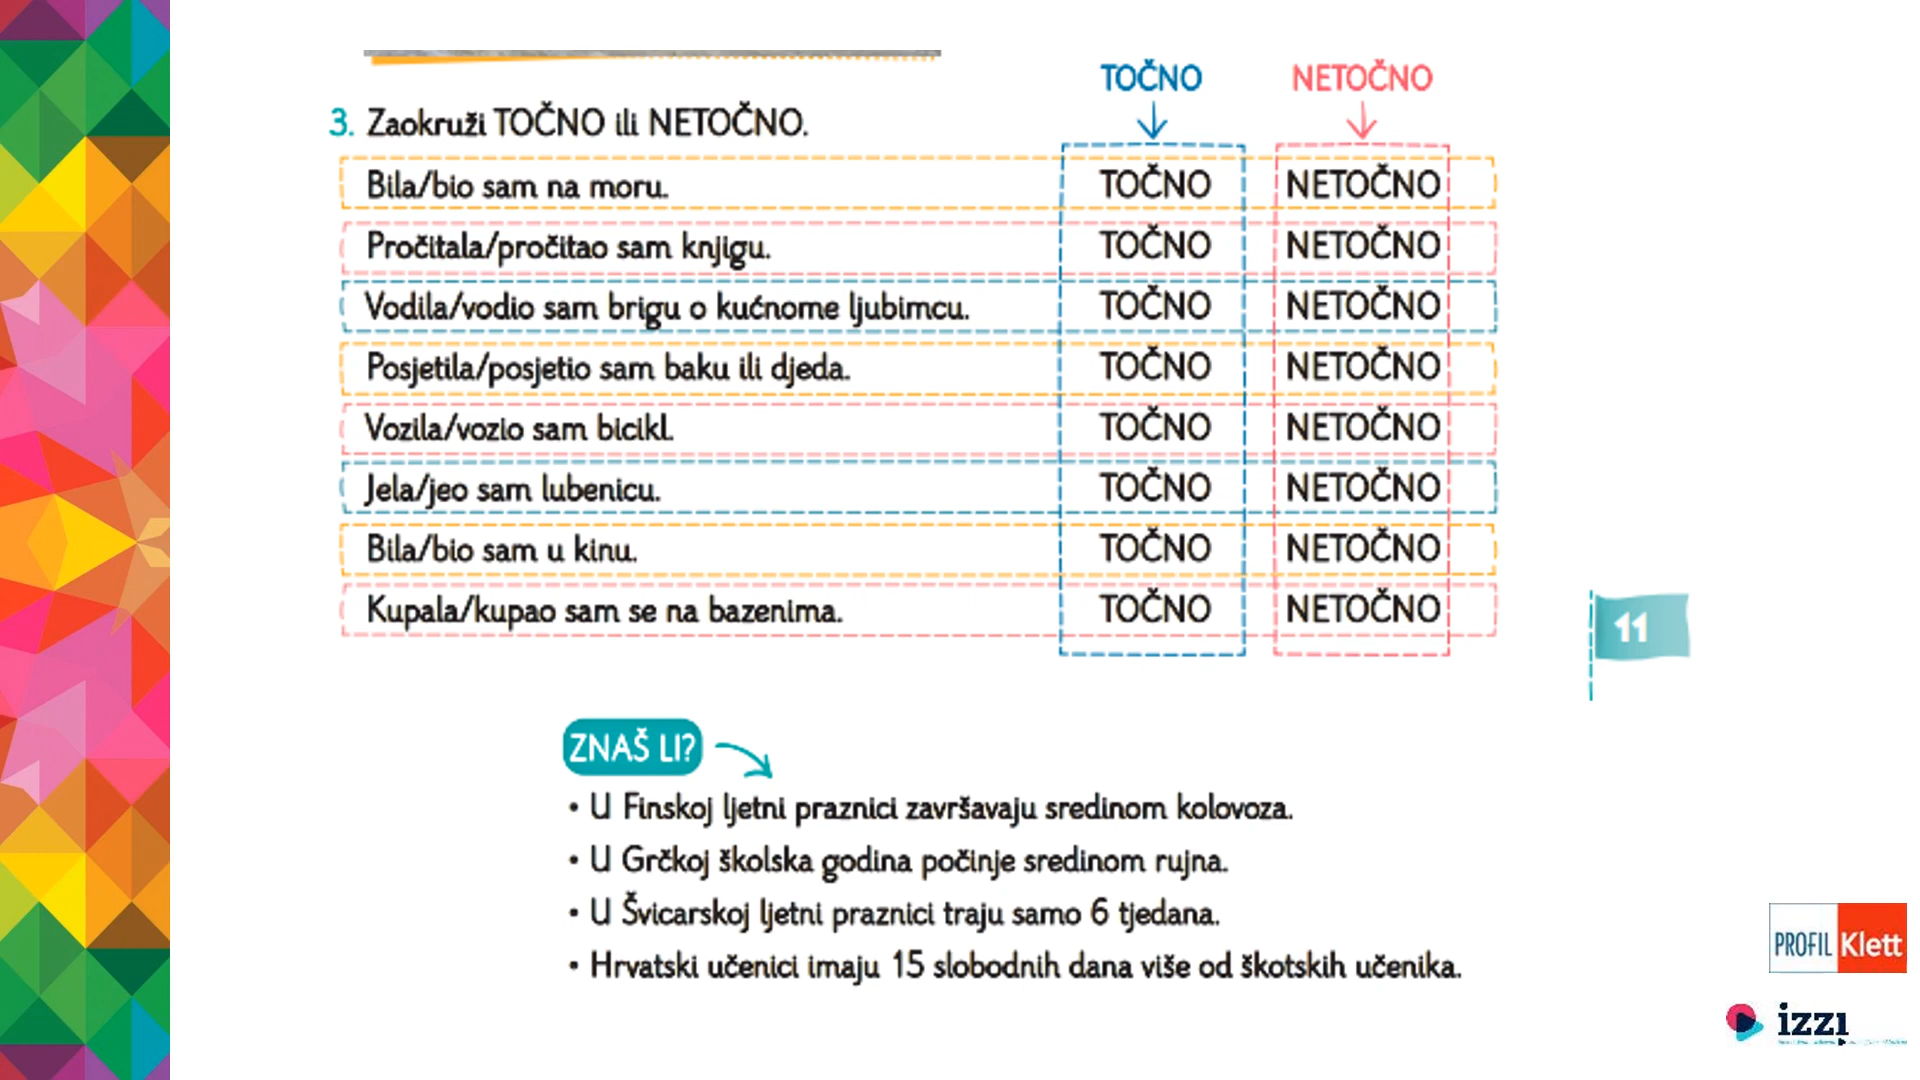 TOČNO NETOČNO
3. Zaokruži TOČNO ili NETOČNO.
Bila/bio sam na moru. TOČNO NETOČNO
Pročitala/pročitao sam knjigu. TOČNO NETOČNO
Vodila/vodio sam brigu o kućnome ljubimcu. TOČNO NETOČNO
Posjetila/posjetio sam baku ili djeda. TOČNO NETOČNO
Vozila/vozio sam bicikl. TOČNO NETOČNO
Jela/jeo sam lubenicu. TOČNO NETOČNO
Bila/bio sam u kinu. TOČNO NETOČNO
Kupala/kupao sam se na bazenima. TOČNO NETOČNO
11
ZNAŠ LI?
• U Finskoj ljetni praznici završavaju sredinom kolovoza.
• U Grčkoj školska godina počinje sredinom rujna.
• U Švicarskoj ljetni praznici traju samo 6 tjedana.
• Hrvatski učenici imaju 15 slobodnih dana više od škotskih učenika.
PROFIL Klett
izzi